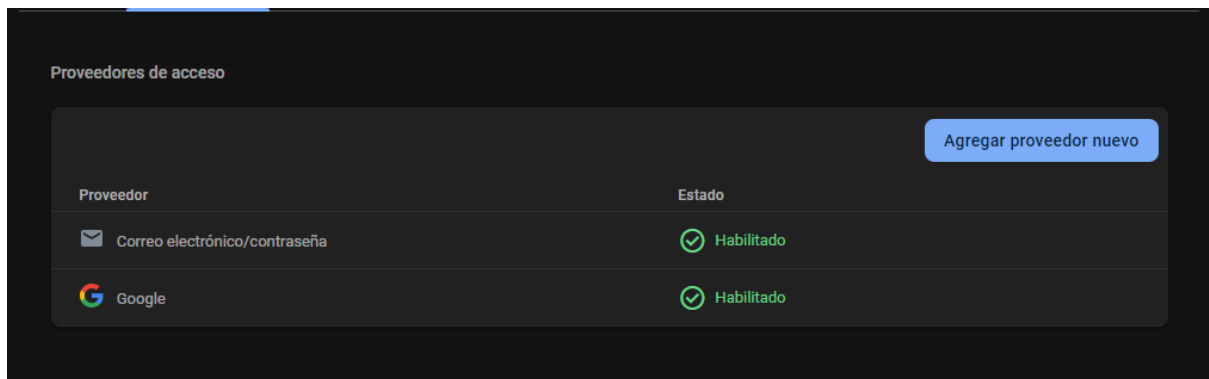 Proveedores de acceso
Agregar proveedor nuevo
Proveedor Estado
Correo electrónico/contraseña Habilitado
Google Habilitado